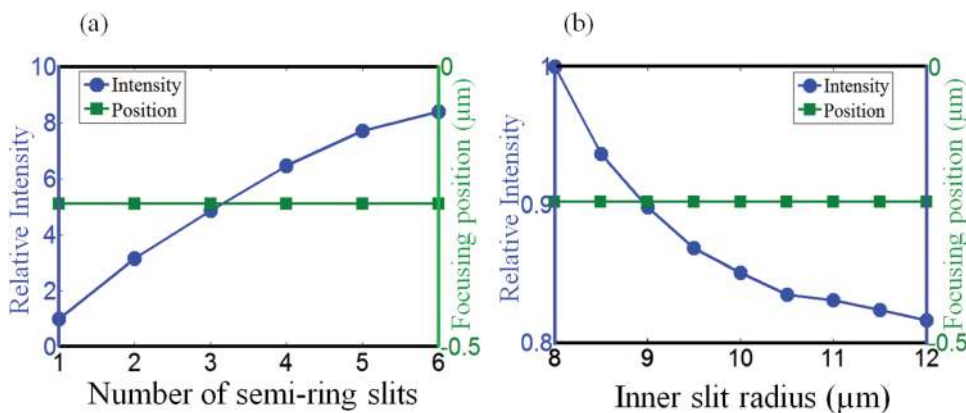 (a)
10
8
6
4
2
0
Relative Intensity
Intensity
Position
0
-0.5
Focusing position (μm)
1 2 3 4 5 6
Number of semi-ring slits
(b)
1
0.9
0.8
Relative Intensity
Intensity
Position
0
-0.5
Focusing position (μm)
8 9 10 11 12
Inner slit radius (μm)